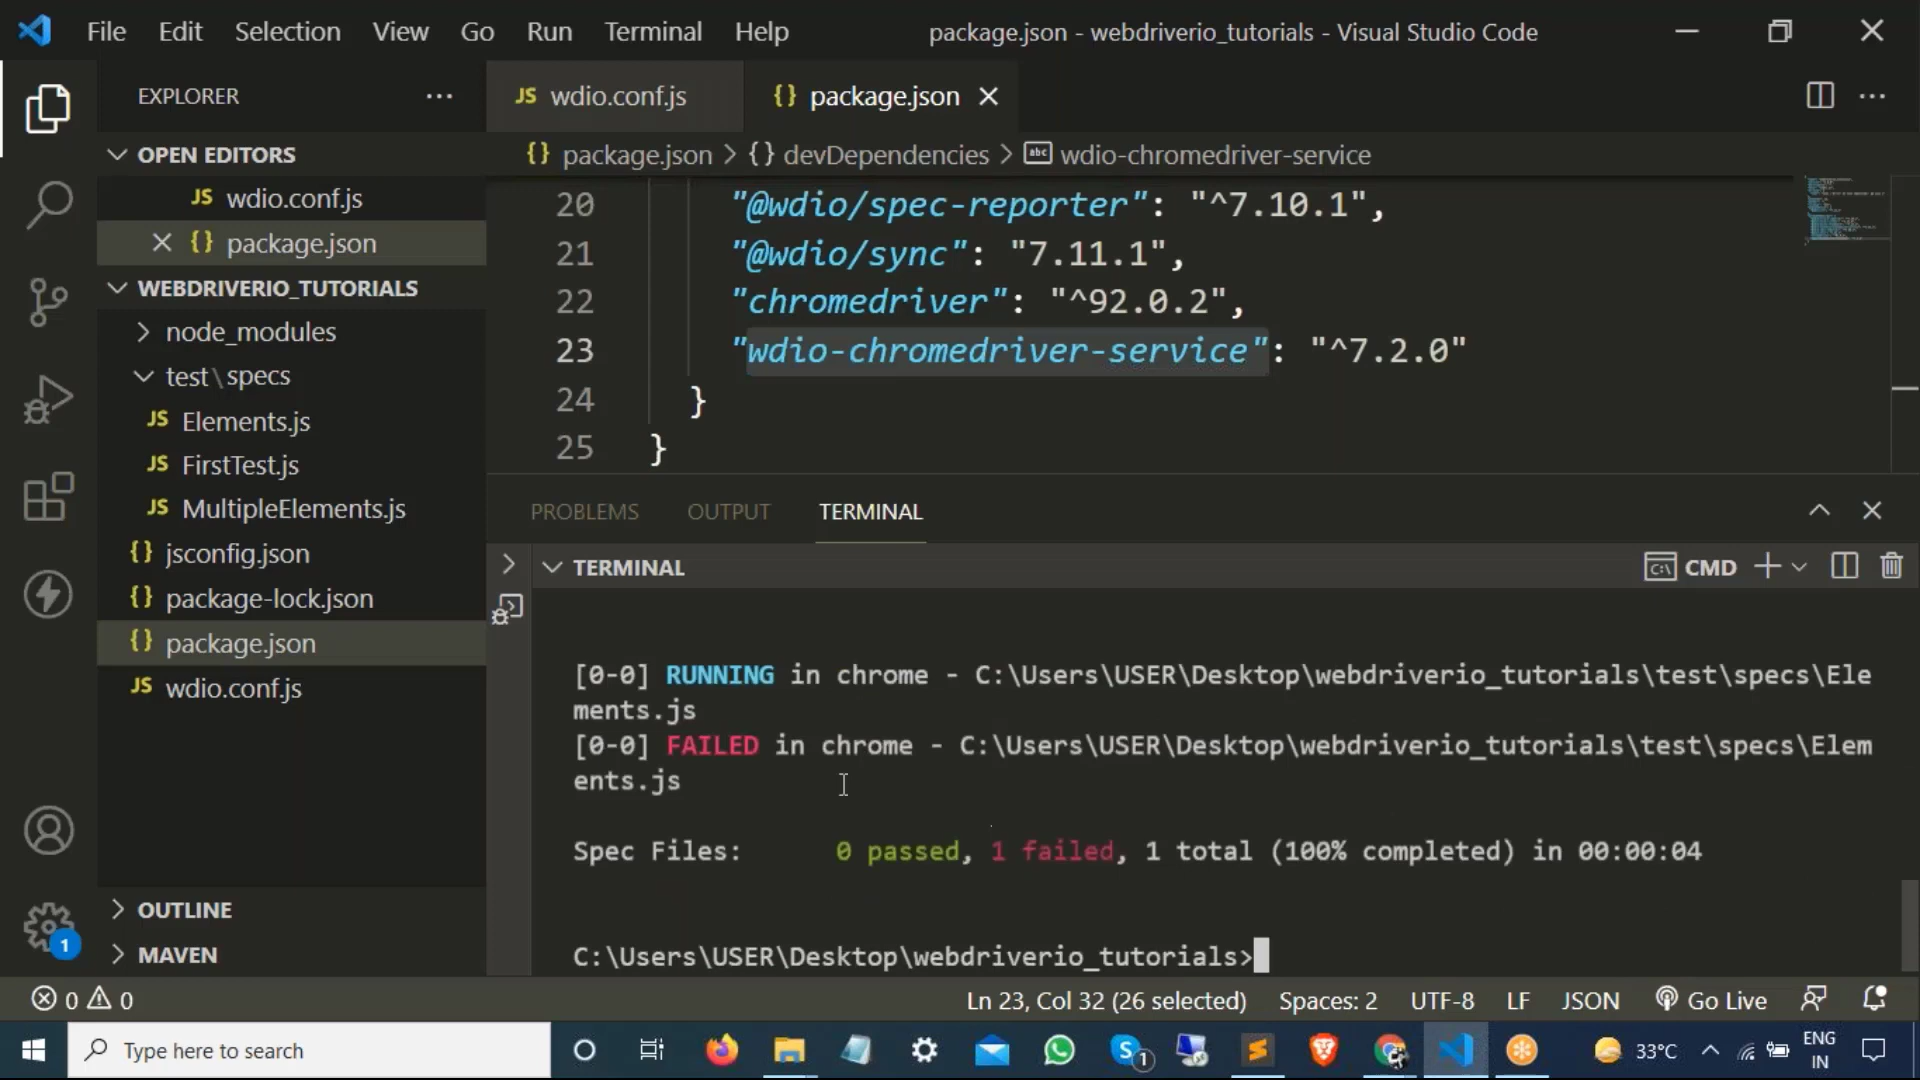 File Edit Selection View Go Run Terminal Help package.json - webdriverio_tutorials - Visual Studio Code
EXPLORER
JS wdio.conf.js {} package.json
OPEN EDITORS
{} package.json > {} devDependencies > abc wdio-chromedriver-service
JS wdio.conf.js
{} package.json
WEBDRIVERIO_TUTORIALS
node_modules
test\specs
JS Elements.js
JS FirstTest.js
JS MultipleElements.js
{} jsconfig.json
{} package-lock.json
{} package.json
JS wdio.conf.js
OUTLINE
MAVEN
1
20 "@wdio/spec-reporter": "^7.10.1",
21 "@wdio/sync": "7.11.1",
22 "chromedriver": "^92.0.2",
23 "wdio-chromedriver-service": "^7.2.0"
24 }
25 }
PROBLEMS OUTPUT TERMINAL
TERMINAL CMD
[0-0] RUNNING in chrome - C:\Users\USER\Desktop\webdriverio_tutorials\test\specs\Ele
ments.js
[0-0] FAILED in chrome - C:\Users\USER\Desktop\webdriverio_tutorials\test\specs\Elem
ents.js
Spec Files: 0 passed, 1 failed, 1 total (100% completed) in 00:00:04
C:\Users\USER\Desktop\webdriverio_tutorials>
0 0 Ln 23, Col 32 (26 selected) Spaces: 2 UTF-8 LF JSON Go Live
Type here to search
S 1
33°C
ENG
IN